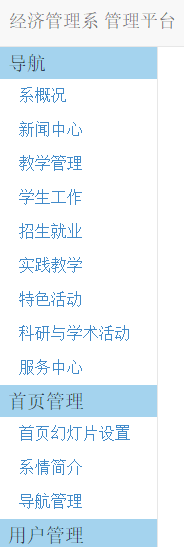 经济管理系 管理平台
导航
系概况
新闻中心
教学管理
学生工作
招生就业
实践教学
特色活动
科研与学术活动
服务中心
首页管理
首页幻灯片设置
系情简介
导航管理
用户管理